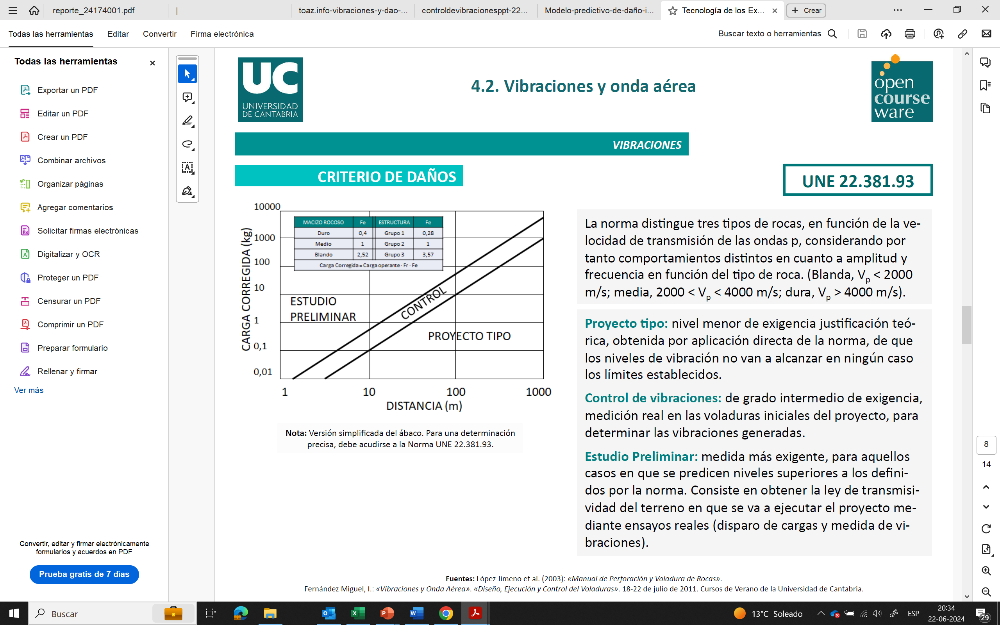 reporte_24174001.pdf
toaz.info-vibraciones-y-dao-...
controldevibracionesppt-22...
Modelo-predictivo-de-daño-i...
Tecnología de los Ex...
Crear
Todas las herramientas
Editar
Convertir
Firma electrónica
Buscar texto o herramientas
Todas las herramientas
Exportar un PDF
Editar un PDF
Crear un PDF
Combinar archivos
Organizar páginas
Agregar comentarios
Solicitar firmas electrónicas
Digitalizar y OCR
Proteger un PDF
Censurar un PDF
Comprimir un PDF
Preparar formulario
Rellenar y firmar
Ver más
Convertir, editar y firmar electrónicamente
formularios y acuerdos en PDF
Prueba gratis de 7 días
UC
UNIVERSIDAD
DE CANTABRIA
4.2. Vibraciones y onda aérea
open
course
ware
VIBRACIONES
CRITERIO DE DAÑOS
UNE 22.381.93
CARGA CORREGIDA (kg)
10000
1000
100
10
1
0,1
0,01
MACIZO ROCOSO Fe ESTRUCTURA Fe
Duro 0,4 Grupo 1 0,28
Medio 1 Grupo 2 1
Blando 2,52 Grupo 3 3,57
Carga Corregida = Carga operante · Fr · Fe
ESTUDIO
PRELIMINAR
CONTROL
PROYECTO TIPO
1 10 100 1000
DISTANCIA (m)
Nota: Versión simplificada del ábaco. Para una determinación
precisa, debe acudirse a la Norma UNE 22.381.93.
La norma distingue tres tipos de rocas, en función de la ve-
locidad de transmisión de las ondas p, considerando por
tanto comportamientos distintos en cuanto a amplitud y
frecuencia en función del tipo de roca. (Blanda, Vp < 2000
m/s; media, 2000 < Vp < 4000 m/s; dura, Vp > 4000 m/s).
Proyecto tipo: nivel menor de exigencia justificación teó-
rica, obtenida por aplicación directa de la norma, de que
los niveles de vibración no van a alcanzar en ningún caso
los límites establecidos.
Control de vibraciones: de grado intermedio de exigencia,
medición real en las voladuras iniciales del proyecto, para
determinar las vibraciones generadas.
Estudio Preliminar: medida más exigente, para aquellos
casos en que se predicen niveles superiores a los defini-
dos por la norma. Consiste en obtener la ley de transmisi-
vidad del terreno en que se va a ejecutar el proyecto me-
diante ensayos reales (disparo de cargas y medida de vi-
braciones).
Fuentes: López Jimeno et al. (2003): «Manual de Perforación y Voladura de Rocas».
Fernández Miguel, I.: «Vibraciones y Onda Aérea». «Diseño, Ejecución y Control del Voladuras». 18-22 de julio de 2011. Cursos de Verano de la Universidad de Cantabria.
8
14
Buscar
13°C Soleado
ESP
20:34
22-06-2024
29